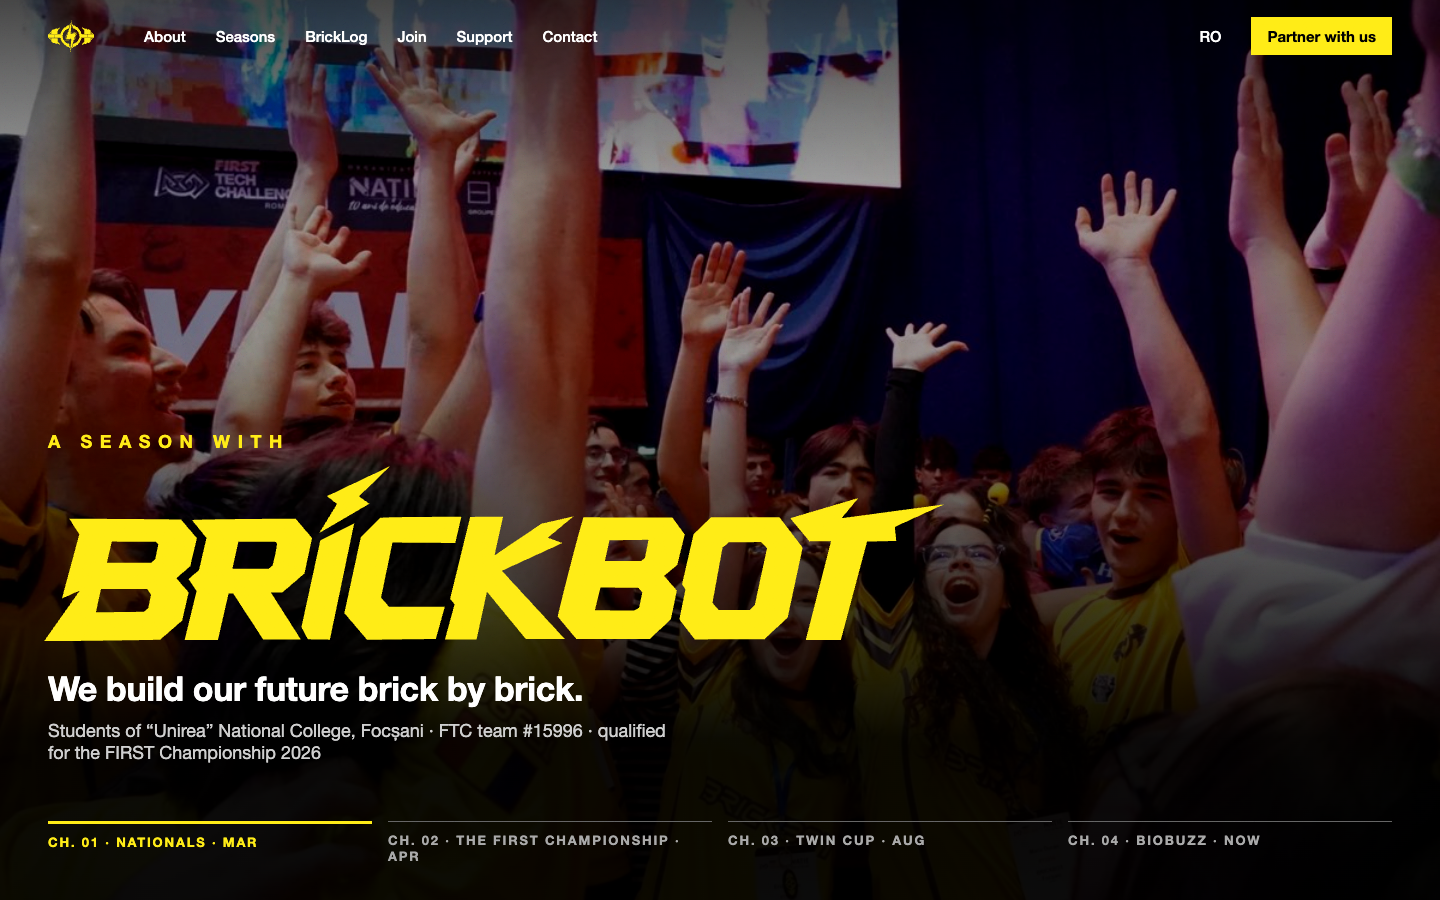 About Seasons BrickLog Join Support Contact RO Partner with us
FIRST
TECH
CHALLENG
NATI
BRICKBOT
A SEASON WITH
We build our future brick by brick.
Students of “Unirea” National College, Focșani · FTC team #15996 · qualified
for the FIRST Championship 2026
CH. 01 · NATIONALS · MAR
CH. 02 · THE FIRST CHAMPIONSHIP ·
APR
CH. 03 · TWIN CUP · AUG
CH. 04 · BIOBUZZ · NOW